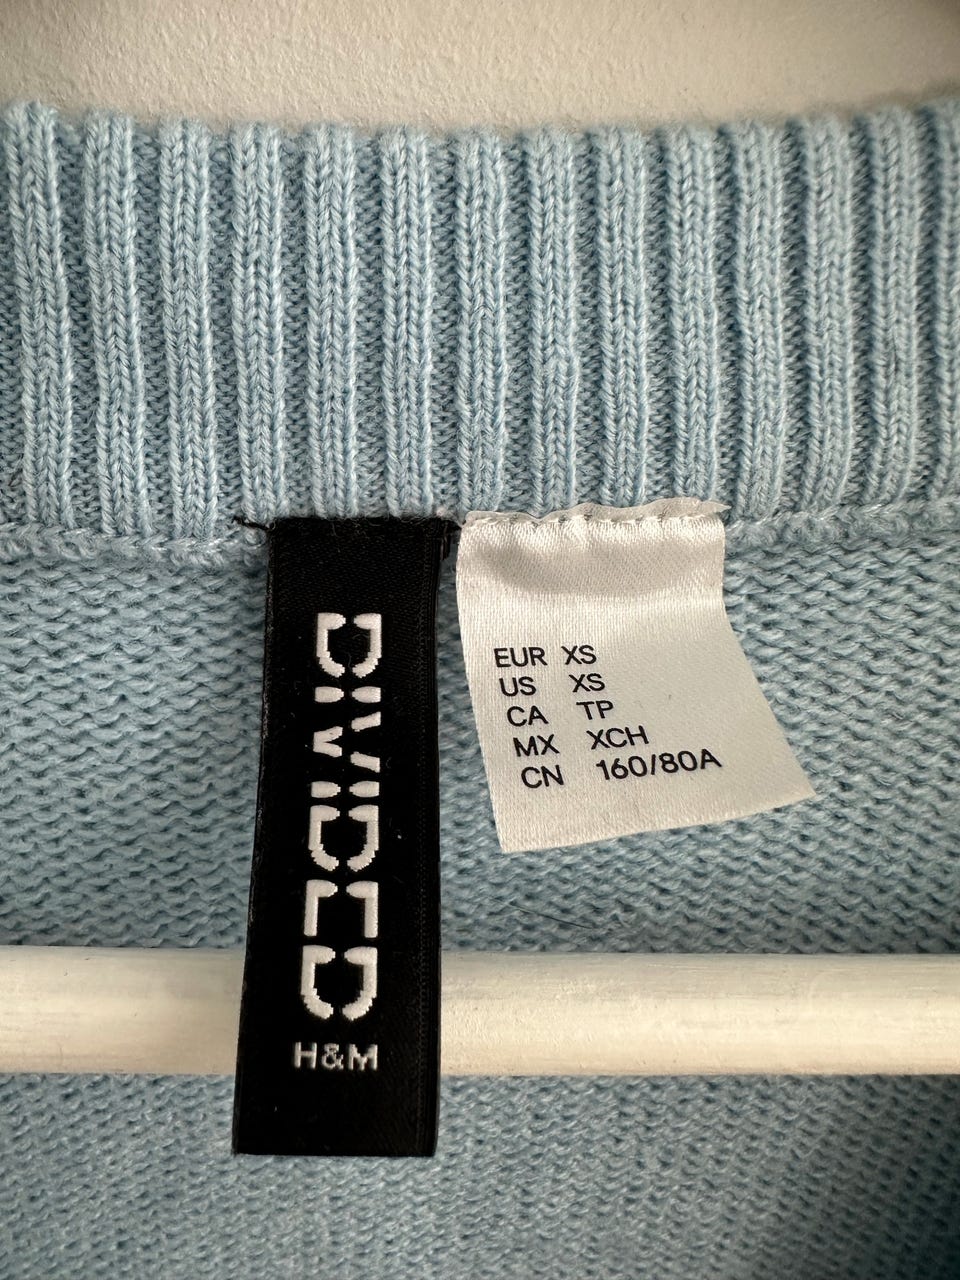 DIVIDED
H&M
EUR XS
US XS
CA TP
MX XCH
CN 160/80A